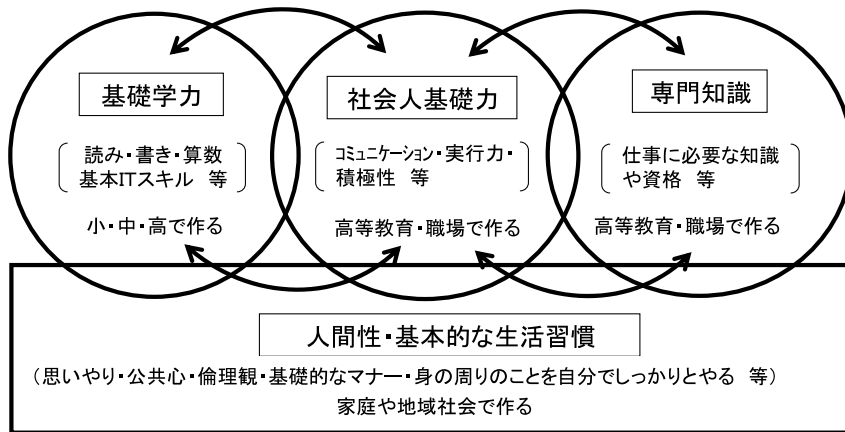 基礎学力
読み・書き・算数
基本ITスキル 等
小・中・高で作る
社会人基礎力
コミュニケーション・実行力・
積極性 等
高等教育・職場で作る
専門知識
仕事に必要な知識
や資格 等
高等教育・職場で作る
人間性・基本的な生活習慣
(思いやり・公共心・倫理観・基礎的なマナー・身の周りのことを自分でしっかりとやる 等)
家庭や地域社会で作る